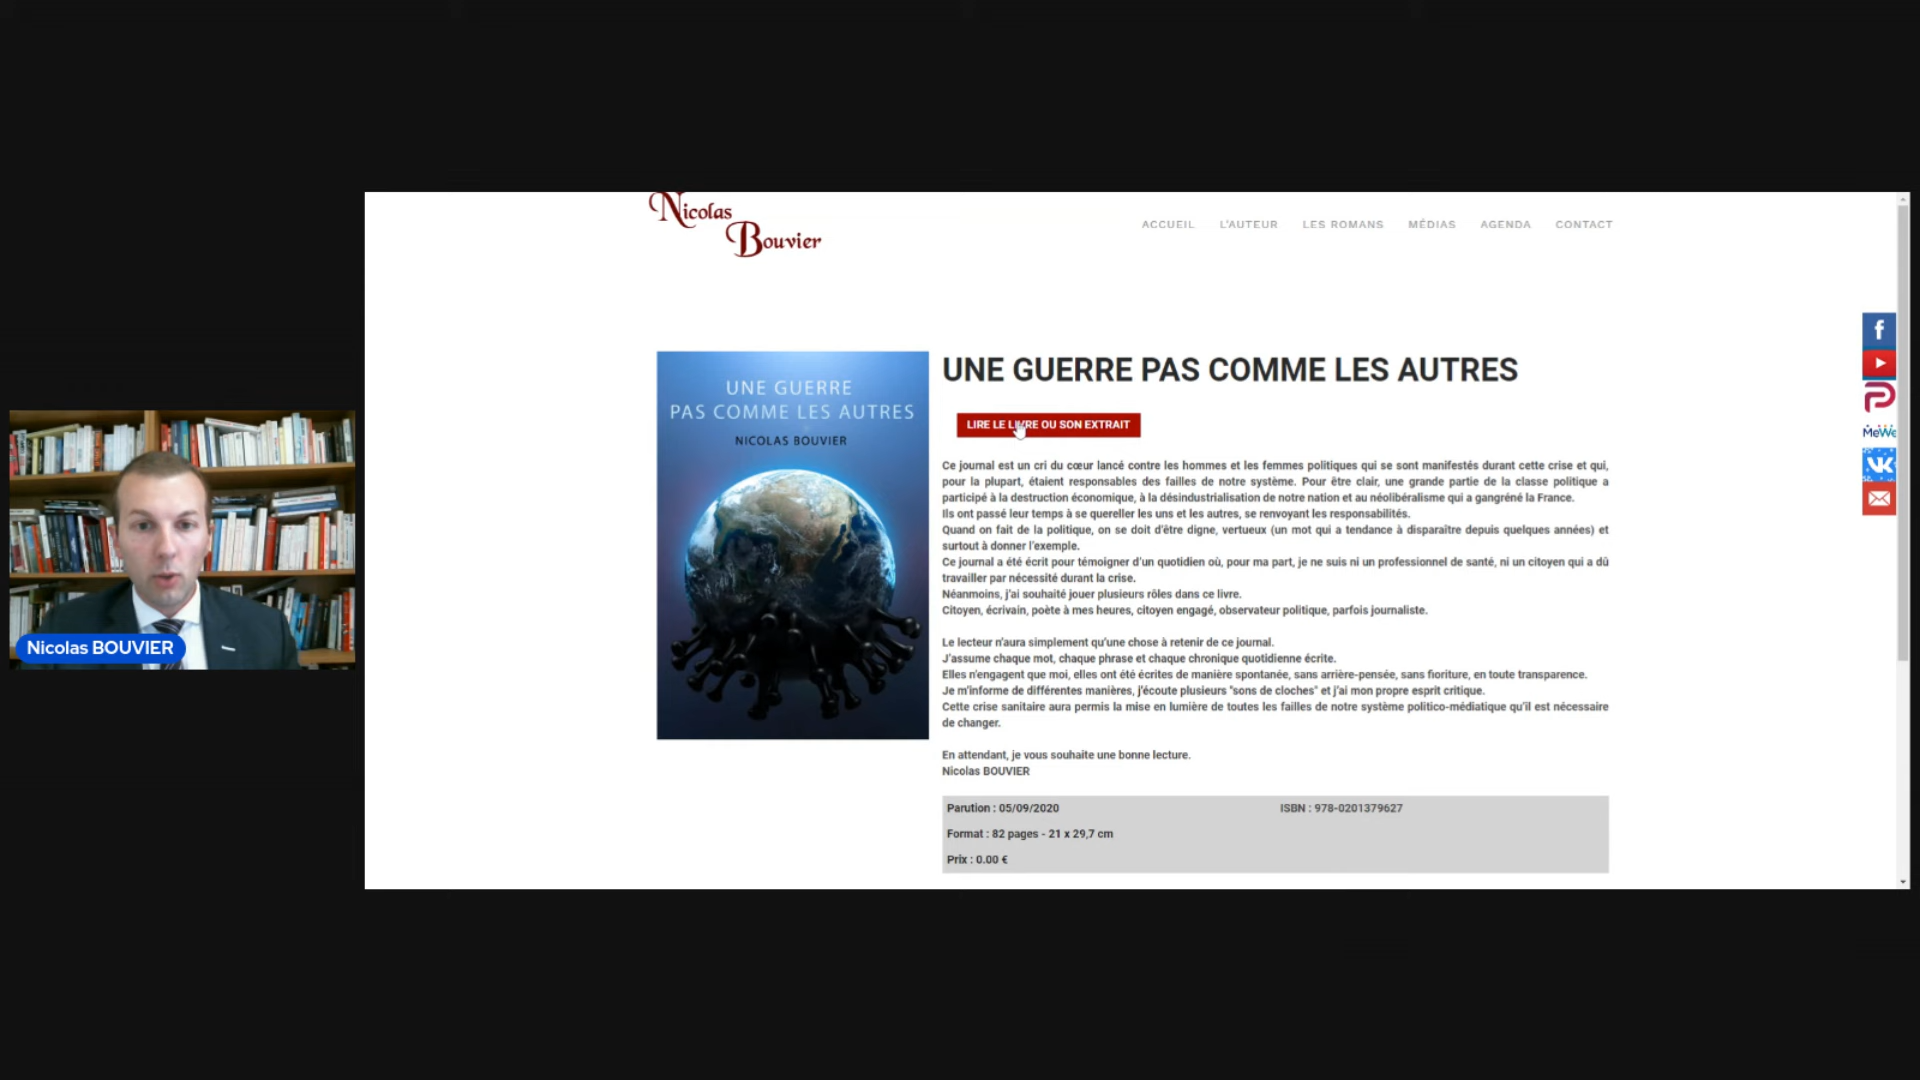 Nicolas
Bouvier
ACCUEIL L'AUTEUR LES ROMANS MÉDIAS AGENDA CONTACT
UNE GUERRE
PAS COMME LES AUTRES
NICOLAS BOUVIER
UNE GUERRE PAS COMME LES AUTRES
LIRE LE LIVRE OU SON EXTRAIT
Ce journal est un cri du cœur lancé contre les hommes et les femmes politiques qui se sont manifestés durant cette crise et qui,
pour la plupart, étaient responsables des failles de notre système. Pour être clair, une grande partie de la classe politique a
participé à la destruction économique, à la désindustrialisation de notre nation et au néolibéralisme qui a gangréné la France.
Ils ont passé leur temps à se quereller les uns et les autres, se renvoyant les responsabilités.
Quand on fait de la politique, on se doit d'être digne, vertueux (un mot qui a tendance à disparaître depuis quelques années) et
surtout à donner l'exemple.
Ce journal a été écrit pour témoigner d'un quotidien où, pour ma part, je ne suis ni un professionnel de santé, ni un citoyen qui a dû
travailler par nécessité durant la crise.
Néanmoins, j'ai souhaité jouer plusieurs rôles dans ce livre.
Citoyen, écrivain, poète à mes heures, citoyen engagé, observateur politique, parfois journaliste.
Le lecteur n'aura simplement qu'une chose à retenir de ce journal.
J'assume chaque mot, chaque phrase et chaque chronique quotidienne écrite.
Elles n'engagent que moi, elles ont été écrites de manière spontanée, sans arrière-pensée, sans fioriture, en toute transparence.
Je m'informe de différentes manières, j'écoute plusieurs "sons de cloches" et j'ai mon propre esprit critique.
Cette crise sanitaire aura permis la mise en lumière de toutes les failles de notre système politico-médiatique qu'il est nécessaire
de changer.
En attendant, je vous souhaite une bonne lecture.
Nicolas BOUVIER
Parution : 05/09/2020 ISBN : 978-0201379627
Format : 82 pages - 21 x 29,7 cm
Prix : 0.00 €
MeWe
Nicolas BOUVIER